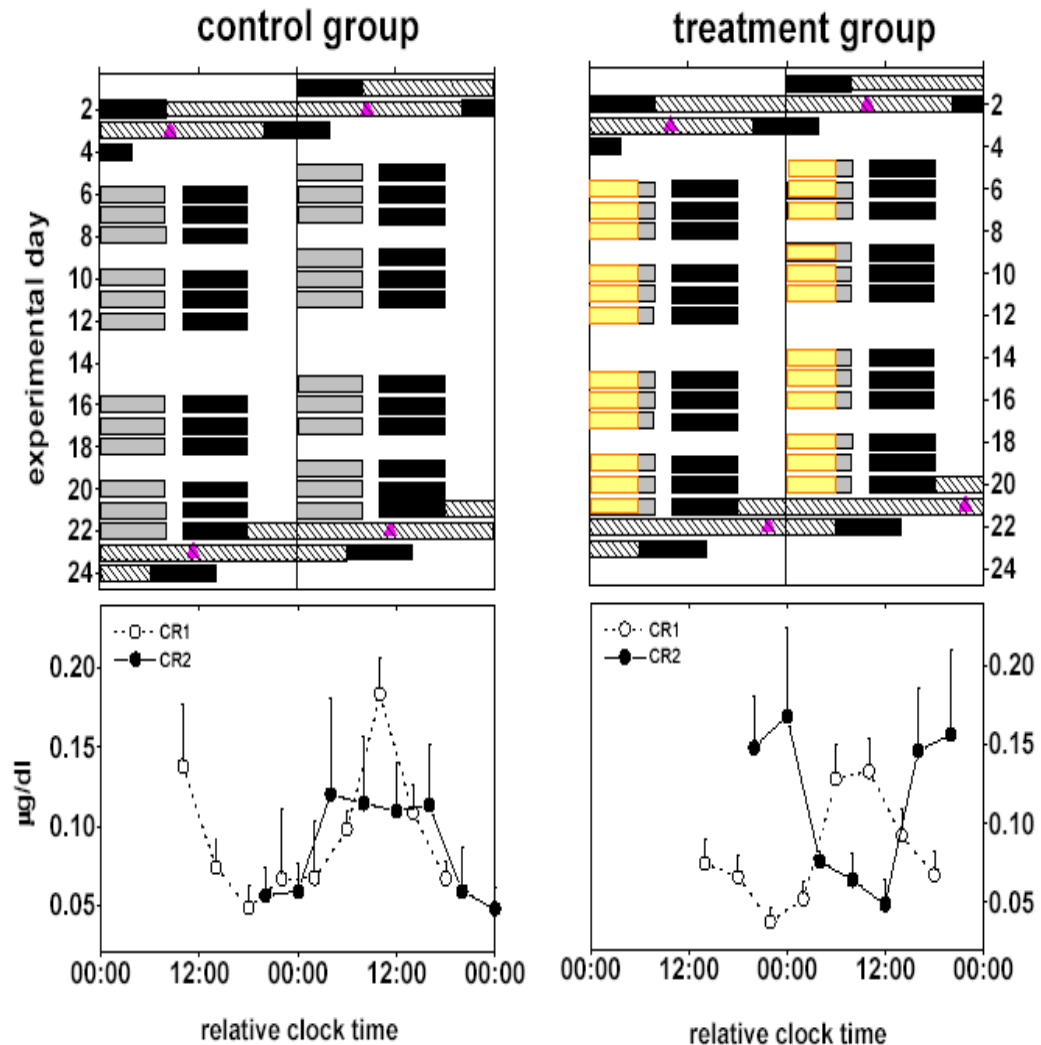 control group
treatment group
experimental day
2
4
6
8
10
12
14
16
18
20
22
24
2
4
6
8
10
12
14
16
18
20
22
24
CR1
CR2
CR1
CR2
µg/dl
0.20
0.15
0.10
0.05
0.20
0.15
0.10
0.05
00:00 12:00 00:00 12:00 00:00
00:00 12:00 00:00 12:00 00:00
relative clock time
relative clock time